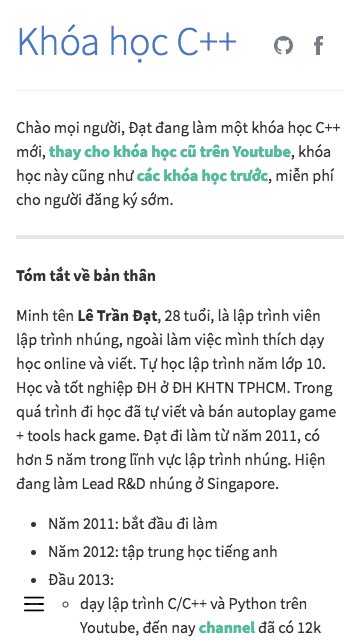 Khóa học C++
Chào mọi người, Đạt đang làm một khóa học C++
mới, thay cho khóa học cũ trên Youtube, khóa
học này cũng như các khóa học trước, miễn phí
cho người đăng ký sớm.
Tóm tắt về bản thân
Minh tên Lê Trần Đạt, 28 tuổi, là lập trình viên
lập trình nhúng, ngoài làm việc mình thích dạy
học online và viết. Tự học lập trình năm lớp 10.
Học và tốt nghiệp ĐH ở ĐH KHTN TPHCM. Trong
quá trình đi học đã tự viết và bán autoplay game
+ tools hack game. Đạt đi làm từ năm 2011, có
hơn 5 năm trong lĩnh vực lập trình nhúng. Hiện
đang làm Lead R&D nhúng ở Singapore.
• Năm 2011: bắt đầu đi làm
• Năm 2012: tập trung học tiếng anh
• Đầu 2013:
◦ dạy lập trình C/C++ và Python trên
Youtube, đến nay channel đã có 12k